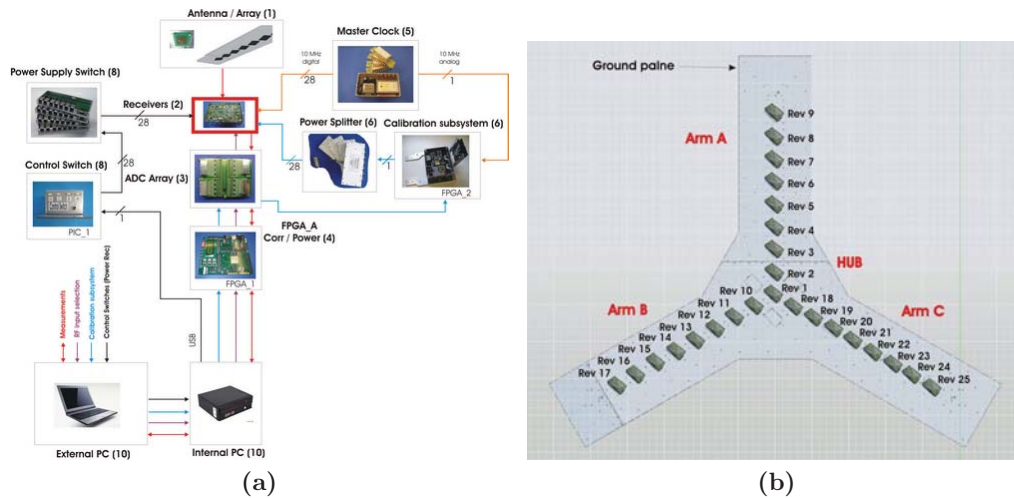 Antenna / Array (1)
Master Clock (5)
10 MHz
digital
28
10 MHz
analog
1
Power Supply Switch (8)
Receivers (2)
28
Power Splitter (6)
Calibration subsystem (6)
28
1
FPGA_2
28
Control Switch (8)
ADC Array (3)
PIC_1
1
FPGA_A
Corr / Power (4)
FPGA_1
Measurements
RF input selection
Calibration subsystem
Control Switches (Power Rec)
USB
External PC (10)
Internal PC (10)
(a)
Ground palne
Arm A
Rev 9
Rev 8
Rev 7
Rev 6
Rev 5
Rev 4
Rev 3
HUB
Rev 2
Rev 1
Arm B
Rev 10
Rev 11
Rev 12
Rev 13
Rev 14
Rev 15
Rev 16
Rev 17
Arm C
Rev 18
Rev 19
Rev 20
Rev 21
Rev 22
Rev 23
Rev 24
Rev 25
(b)